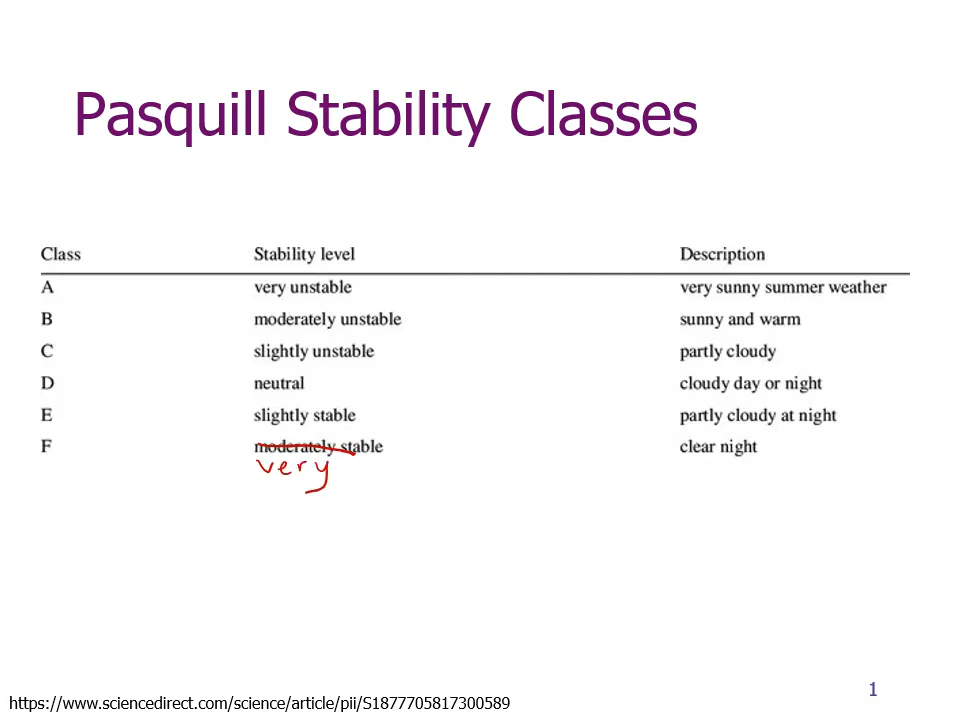 Pasquill Stability Classes
Class Stability level Description
A very unstable very sunny summer weather
B moderately unstable sunny and warm
C slightly unstable partly cloudy
D neutral cloudy day or night
E slightly stable partly cloudy at night
F moderately stable clear night
very
1
https://www.sciencedirect.com/science/article/pii/S1877705817300589